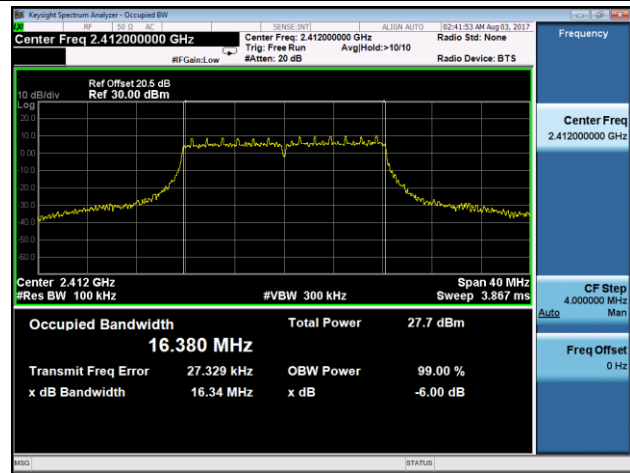 Keysight Spectrum Analyzer - Occupied BW
LXI RF 50 Ω AC SENSE:INT ALIGN AUTO 02:41:53 AM Aug 03, 2017
Center Freq 2.412000000 GHz Center Freq: 2.412000000 GHz Radio Std: None Frequency
Trig: Free Run Avg|Hold:>10/10
#IFGain:Low #Atten: 20 dB Radio Device: BTS
Ref Offset 20.5 dB
10 dB/div Ref 30.00 dBm
Log
20.0
10.0
0.00
-10.0
-20.0
-30.0
-40.0
-50.0
-60.0
Center Freq
2.412000000 GHz
Center 2.412 GHz Span 40 MHz
#Res BW 100 kHz #VBW 300 kHz Sweep 3.867 ms
CF Step
4.000000 MHz
Auto Man
Occupied Bandwidth Total Power 27.7 dBm
16.380 MHz
Freq Offset
0 Hz
Transmit Freq Error 27.329 kHz OBW Power 99.00 %
x dB Bandwidth 16.34 MHz x dB -6.00 dB
MSG STATUS